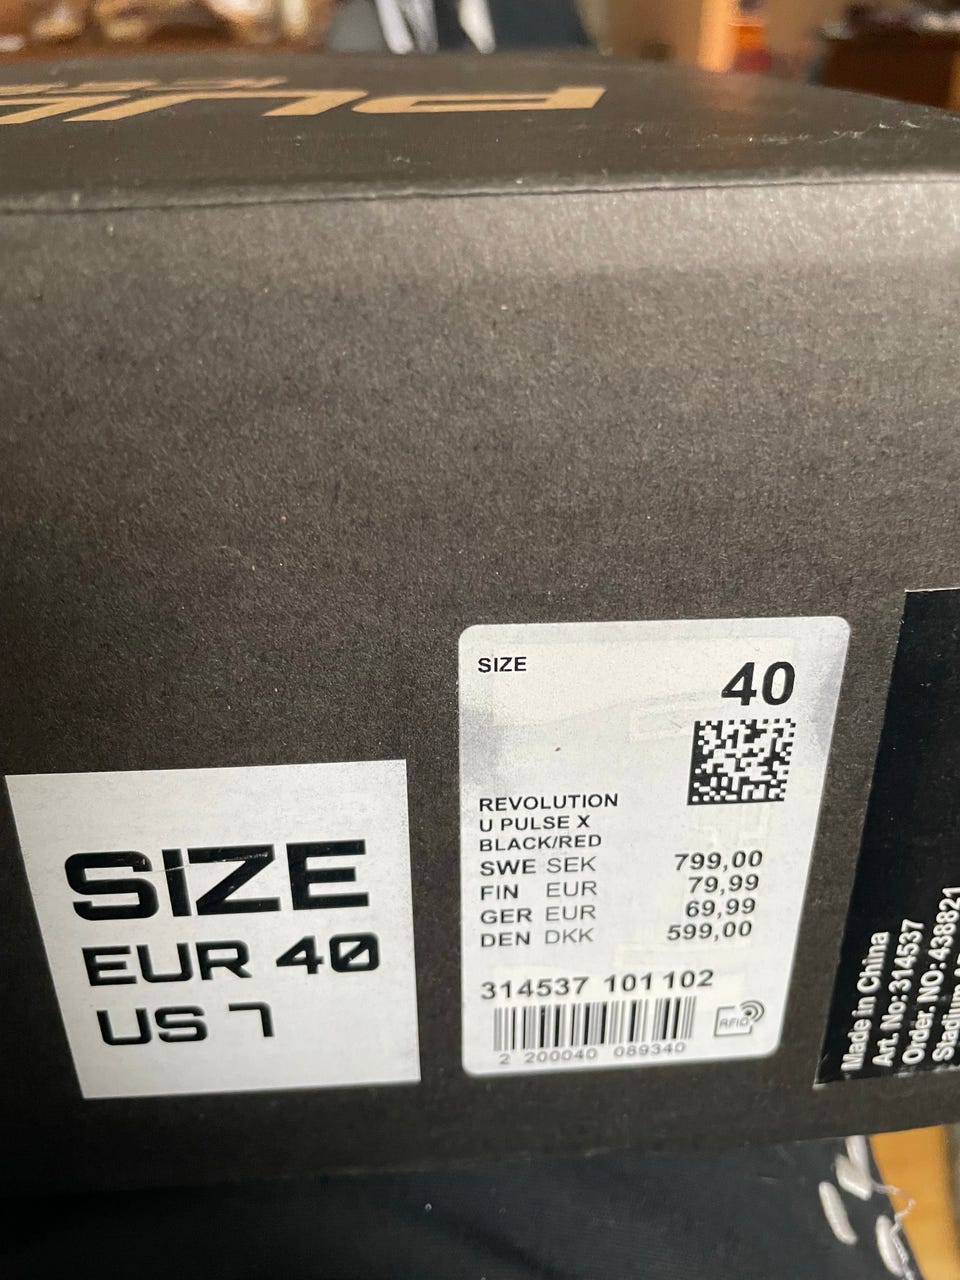 SIZE
EUR 40
US 7
SIZE
40
REVOLUTION
U PULSE X
BLACK/RED
SWE SEK 799,00
FIN EUR 79,99
GER EUR 69,99
DEN DKK 599,00
314537 101 102
RFID
2 200040 089340
Made in China
Art. No: 314537
Order. NO: 438821